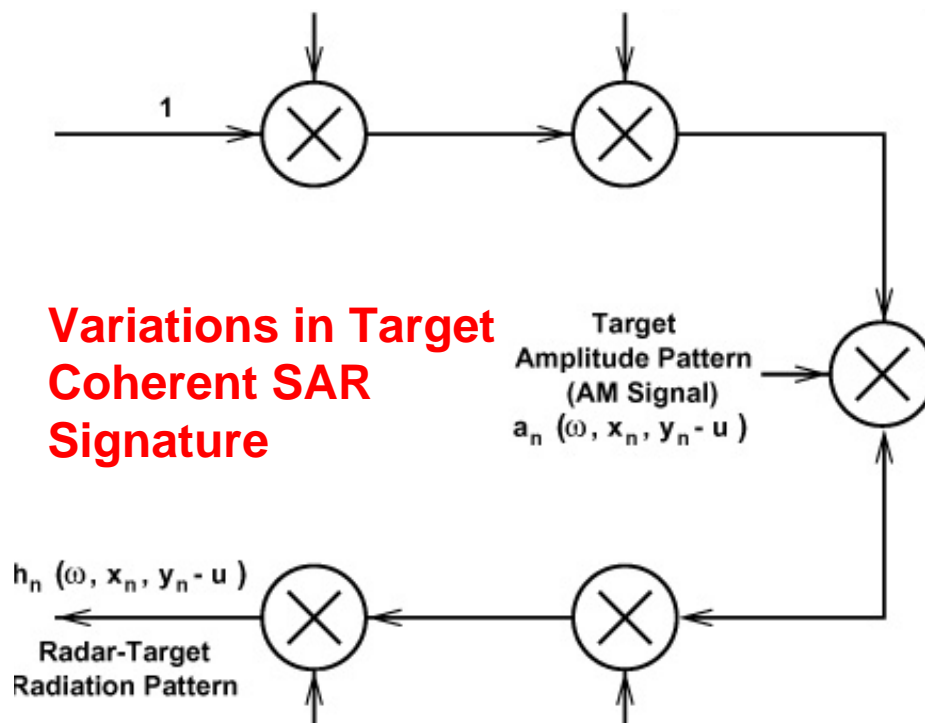 1
Variations in Target
Coherent SAR
Signature
Target
Amplitude Pattern
(AM Signal)
aₙ (ω, xₙ, yₙ - u )
hₙ (ω, xₙ, yₙ - u )
Radar-Target
Radiation Pattern